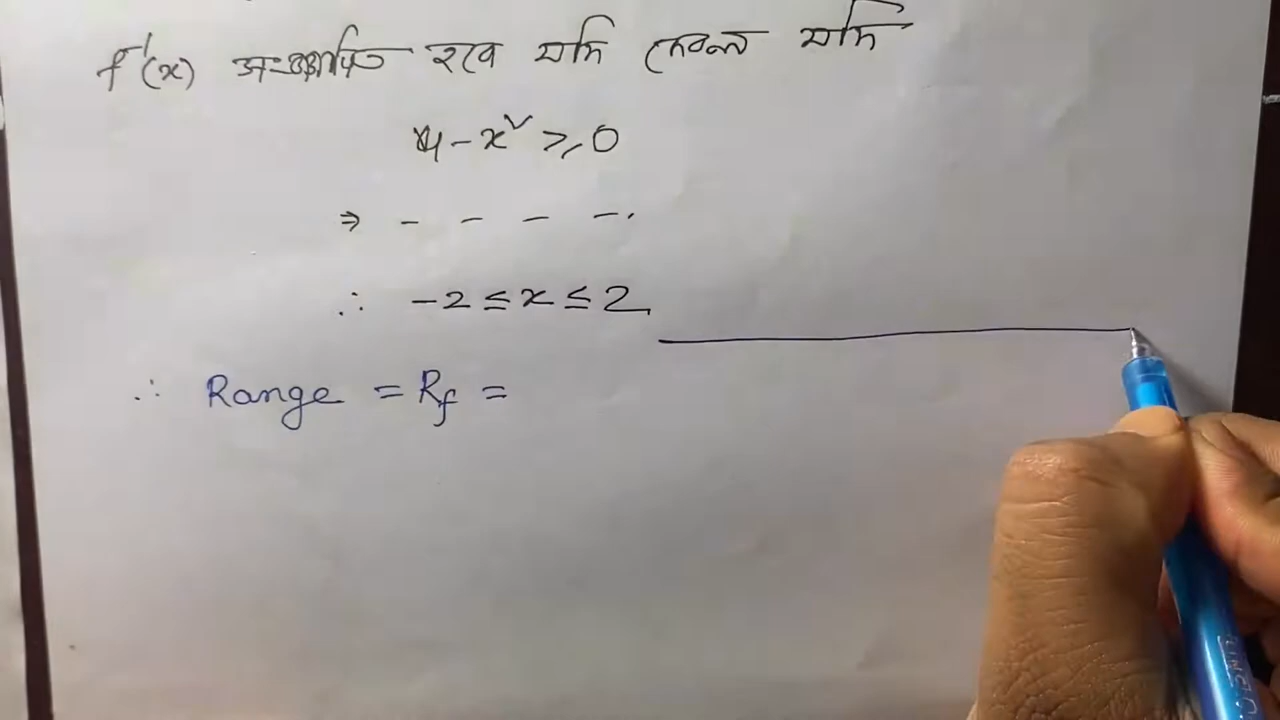 f⁻¹(x) সংজ্ঞায়িত হবে যদি কেবল যদি
4 - x² ≥ 0
⇒ - - - -.
∴ -2 ≤ x ≤ 2,
∴ Range = R_f =